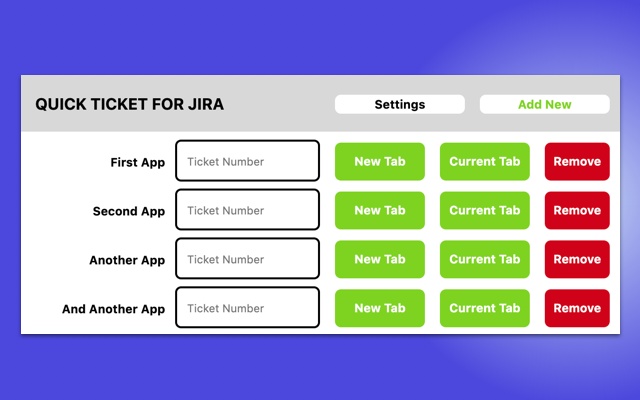 QUICK TICKET FOR JIRA Settings Add New
First App Ticket Number New Tab Current Tab Remove
Second App Ticket Number New Tab Current Tab Remove
Another App Ticket Number New Tab Current Tab Remove
And Another App Ticket Number New Tab Current Tab Remove